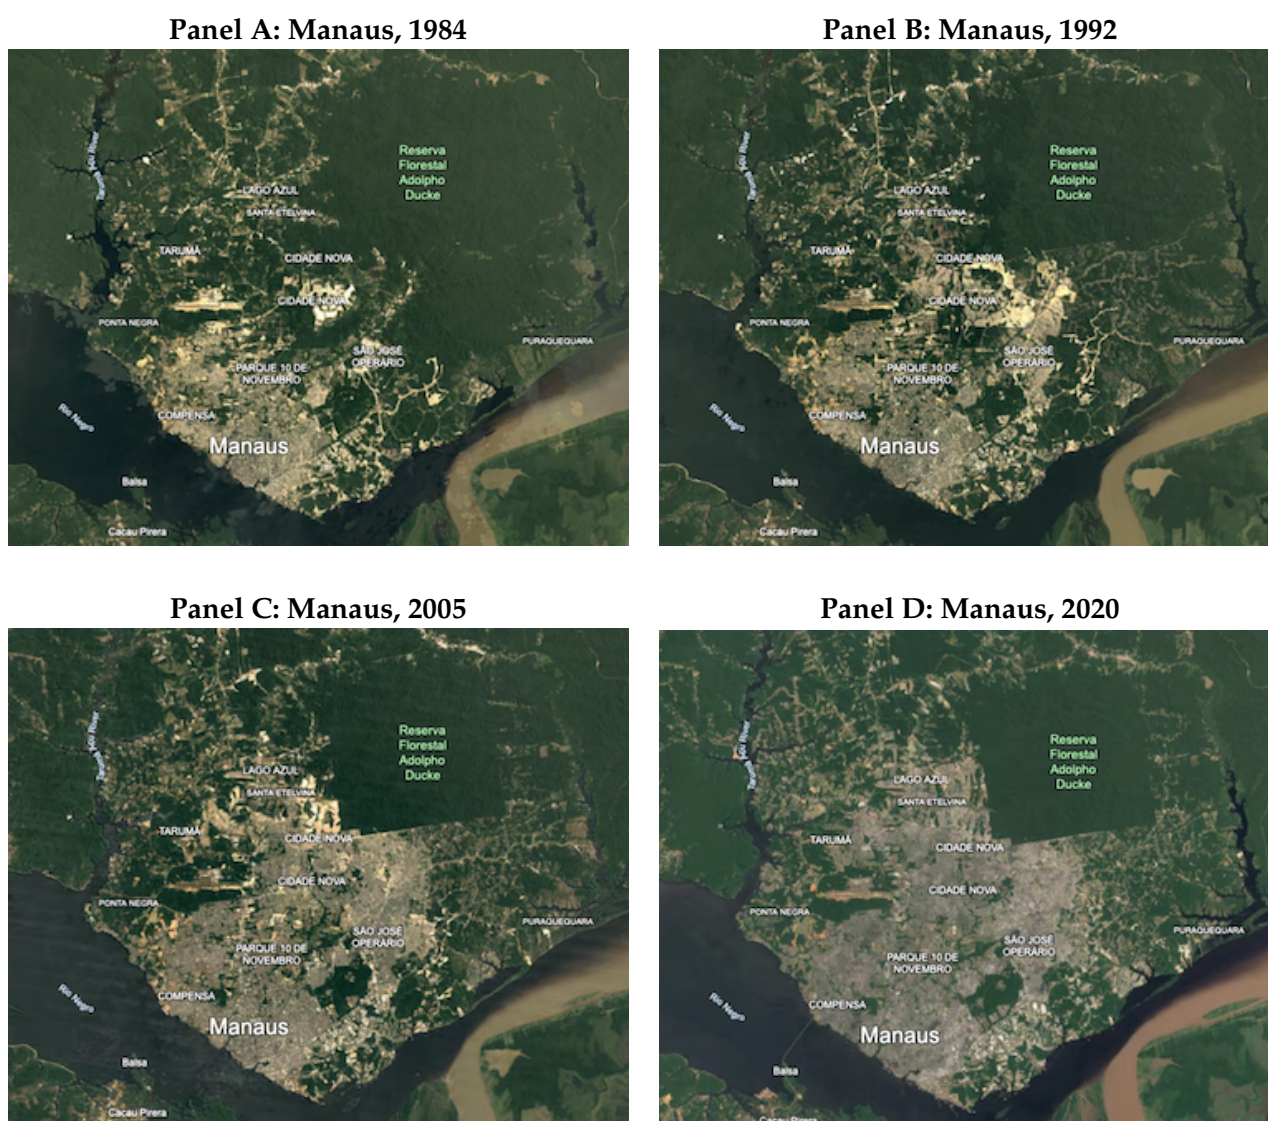 Panel A: Manaus, 1984
Reserva
Florestal
Adolpho
Ducke
LAGO AZUL
SANTA ETELVINA
TARUMÃ
CIDADE NOVA
CIDADE NOVA
PONTA NEGRA
PURAQUEQUARA
SÃO JOSÉ
OPERÁRIO
PARQUE 10 DE
NOVEMBRO
COMPENSA
Rio Negro
Manaus
Balsa
Cacau Pirera
Panel B: Manaus, 1992
Reserva
Florestal
Adolpho
Ducke
LAGO AZUL
SANTA ETELVINA
TARUMÃ
CIDADE NOVA
CIDADE NOVA
PONTA NEGRA
PURAQUEQUARA
SÃO JOSÉ
OPERÁRIO
PARQUE 10 DE
NOVEMBRO
COMPENSA
Rio Negro
Manaus
Balsa
Cacau Pirera
Panel C: Manaus, 2005
Reserva
Florestal
Adolpho
Ducke
LAGO AZUL
SANTA ETELVINA
TARUMÃ
CIDADE NOVA
CIDADE NOVA
PONTA NEGRA
PURAQUEQUARA
SÃO JOSÉ
OPERÁRIO
PARQUE 10 DE
NOVEMBRO
COMPENSA
Rio Negro
Manaus
Balsa
Cacau Pirera
Panel D: Manaus, 2020
Reserva
Florestal
Adolpho
Ducke
LAGO AZUL
SANTA ETELVINA
TARUMÃ
CIDADE NOVA
CIDADE NOVA
PONTA NEGRA
PURAQUEQUARA
SÃO JOSÉ
OPERÁRIO
PARQUE 10 DE
NOVEMBRO
COMPENSA
Rio Negro
Manaus
Balsa
Cacau Pirera